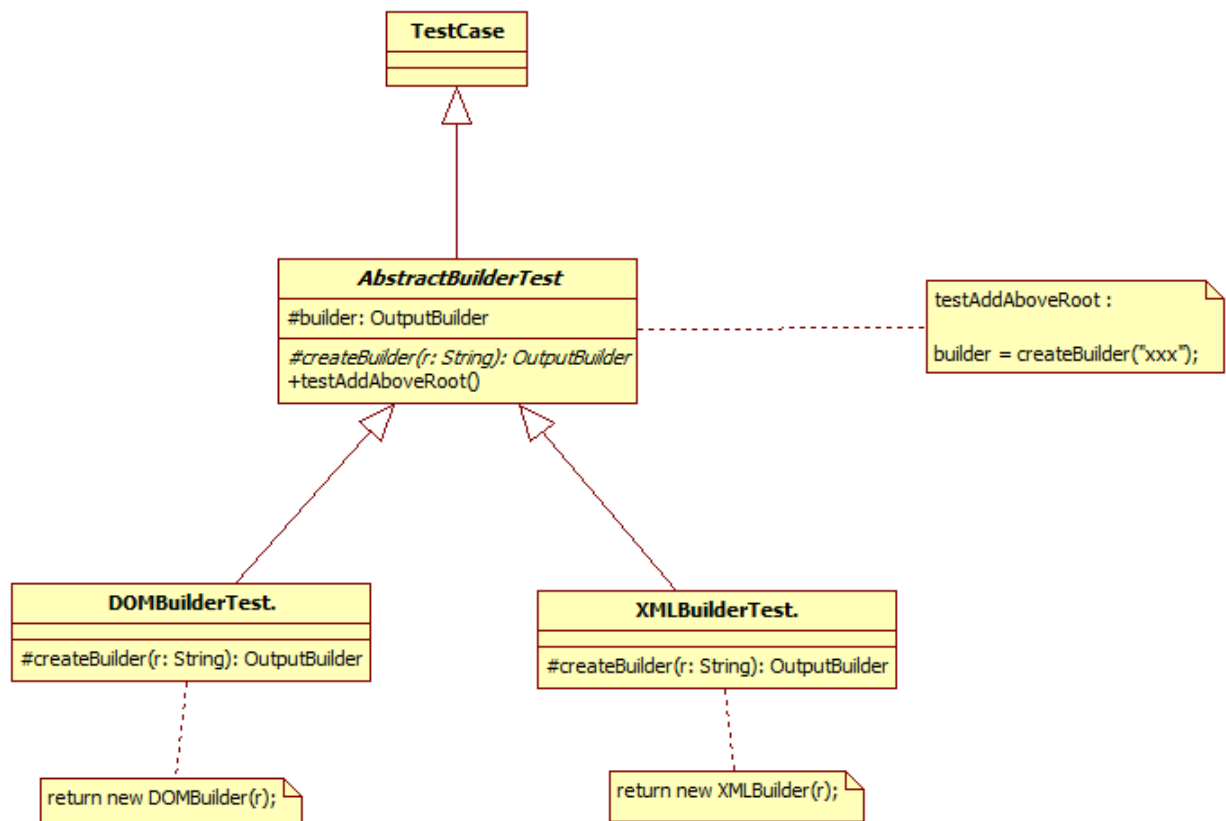 TestCase
AbstractBuilderTest
#builder: OutputBuilder
#createBuilder(r: String): OutputBuilder
+testAddAboveRoot()
testAddAboveRoot :
builder = createBuilder("xxx");
DOMBuilderTest.
#createBuilder(r: String): OutputBuilder
XMLBuilderTest.
#createBuilder(r: String): OutputBuilder
return new DOMBuilder(r);
return new XMLBuilder(r);